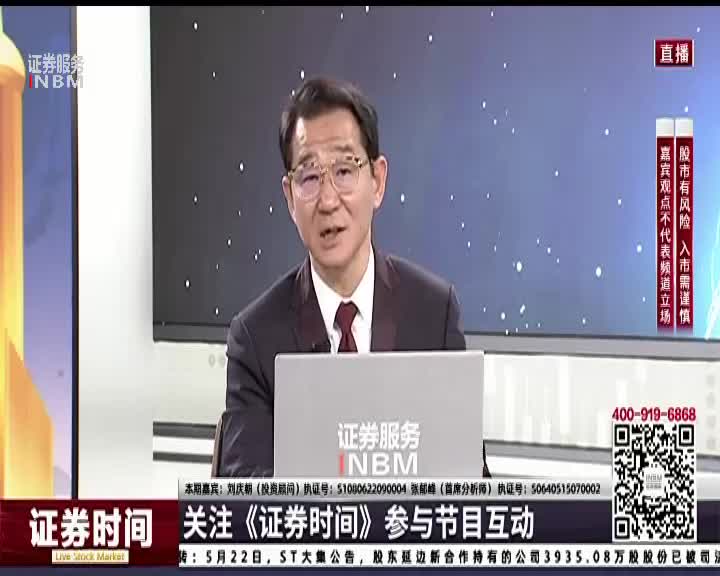 证券服务
iNBM
直播
股市有风险 入市需谨慎
嘉宾观点不代表频道立场
证券服务
iNBM
400-919-6868
本期嘉宾：刘庆朝（投资顾问）执证号：51080622090004 张郁峰（首席分析师） 执证号：50640515070002
证券时间
Live Stock Market
关注《证券时间》参与节目互动
转：5月22日，ST大集公告，股东延边新合作持有的公司3935.08万股股份已被司法